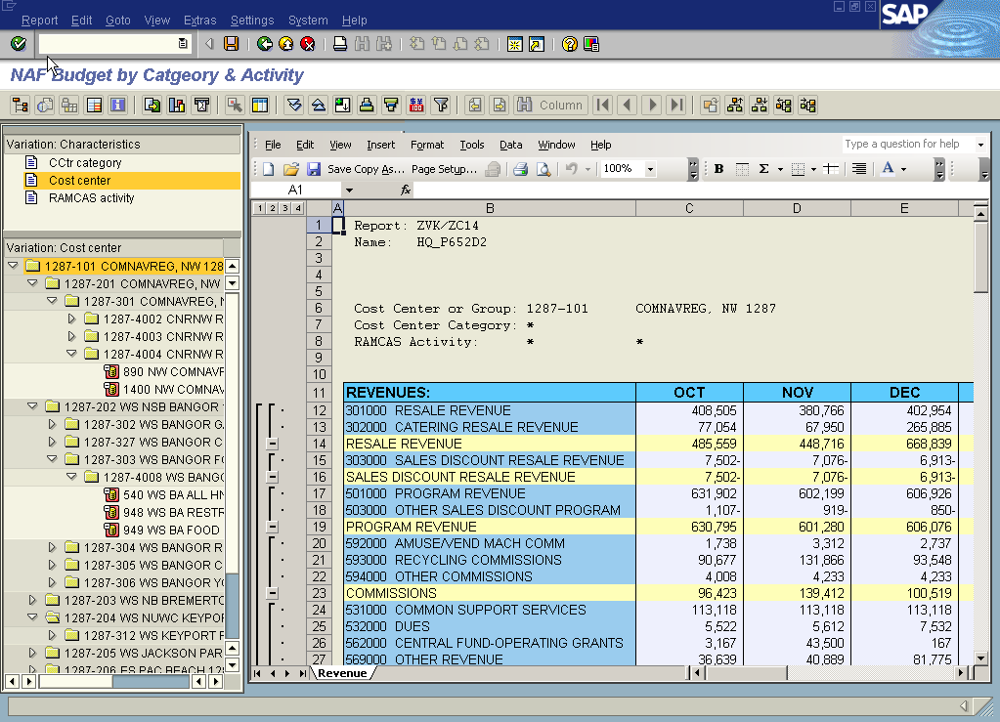 Report Edit Goto View Extras Settings System Help
SAP
NAF Budget by Catgeory & Activity
Column
Variation: Characteristics
CCtr category
Cost center
RAMCAS activity
Variation: Cost center
1287-101 COMNAVREG, NW 128
1287-201 COMNAVREG, NW
1287-301 COMNAVREG, N
1287-4002 CNRNW R
1287-4003 CNRNW R
1287-4004 CNRNW R
890 NW COMNAVR
1400 NW COMNAV
1287-202 WS NSB BANGOR
1287-302 WS BANGOR G
1287-327 WS BANGOR C
1287-303 WS BANGOR FO
1287-4008 WS BANG
540 WS BA ALL H
948 WS BA RESTR
949 WS BA FOOD
1287-304 WS BANGOR R
1287-305 WS BANGOR C
1287-306 WS BANGOR YO
1287-203 WS NB BREMERTO
1287-204 WS NUWC KEYPOR
1287-312 WS KEYPORT F
1287-205 WS JACKSON PAR
1287-206 FS PAC BEACH 128
File Edit View Insert Format Tools Data Window Help Type a question for help
Save Copy As... Page Setup... 100% B Σ A
A1 fx
1 2 3 4 A B C D E
1 Report: ZVK/ZC14
2 Name: HQ_P652D2
3
4
5
6 Cost Center or Group: 1287-101 COMNAVREG, NW 1287
7 Cost Center Category: *
8 RAMCAS Activity: * *
9
10
11 REVENUES: OCT NOV DEC
12 301000 RESALE REVENUE 408,505 380,766 402,954
13 302000 CATERING RESALE REVENUE 77,054 67,950 265,885
14 RESALE REVENUE 485,559 448,716 668,839
15 303000 SALES DISCOUNT RESALE REVENUE 7,502- 7,076- 6,913-
16 SALES DISCOUNT RESALE REVENUE 7,502- 7,076- 6,913-
17 501000 PROGRAM REVENUE 631,902 602,199 606,926
18 503000 OTHER SALES DISCOUNT PROGRAM 1,107- 919- 850-
19 PROGRAM REVENUE 630,795 601,280 606,076
20 592000 AMUSE/VEND MACH COMM 1,738 3,312 2,737
21 593000 RECYCLING COMMISSIONS 90,677 131,866 93,548
22 594000 OTHER COMMISSIONS 4,008 4,233 4,233
23 COMMISSIONS 96,423 139,412 100,519
24 531000 COMMON SUPPORT SERVICES 113,118 113,118 113,118
25 532000 DUES 5,522 5,612 7,532
26 562000 CENTRAL FUND-OPERATING GRANTS 3,167 43,500 167
27 569000 OTHER REVENUE 36,639 40,889 81,775
Revenue